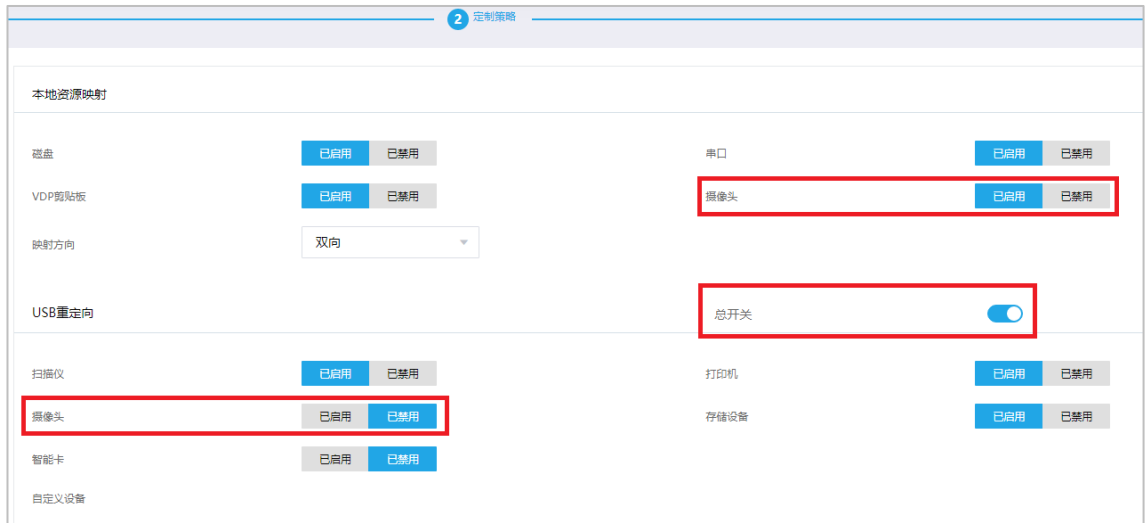 2 定制策略
本地资源映射
磁盘 已启用 已禁用 串口 已启用 已禁用
VDP剪贴板 已启用 已禁用 摄像头 已启用 已禁用
映射方向 双向
USB重定向 总开关
扫描仪 已启用 已禁用 打印机 已启用 已禁用
摄像头 已启用 已禁用 存储设备 已启用 已禁用
智能卡 已启用 已禁用
自定义设备